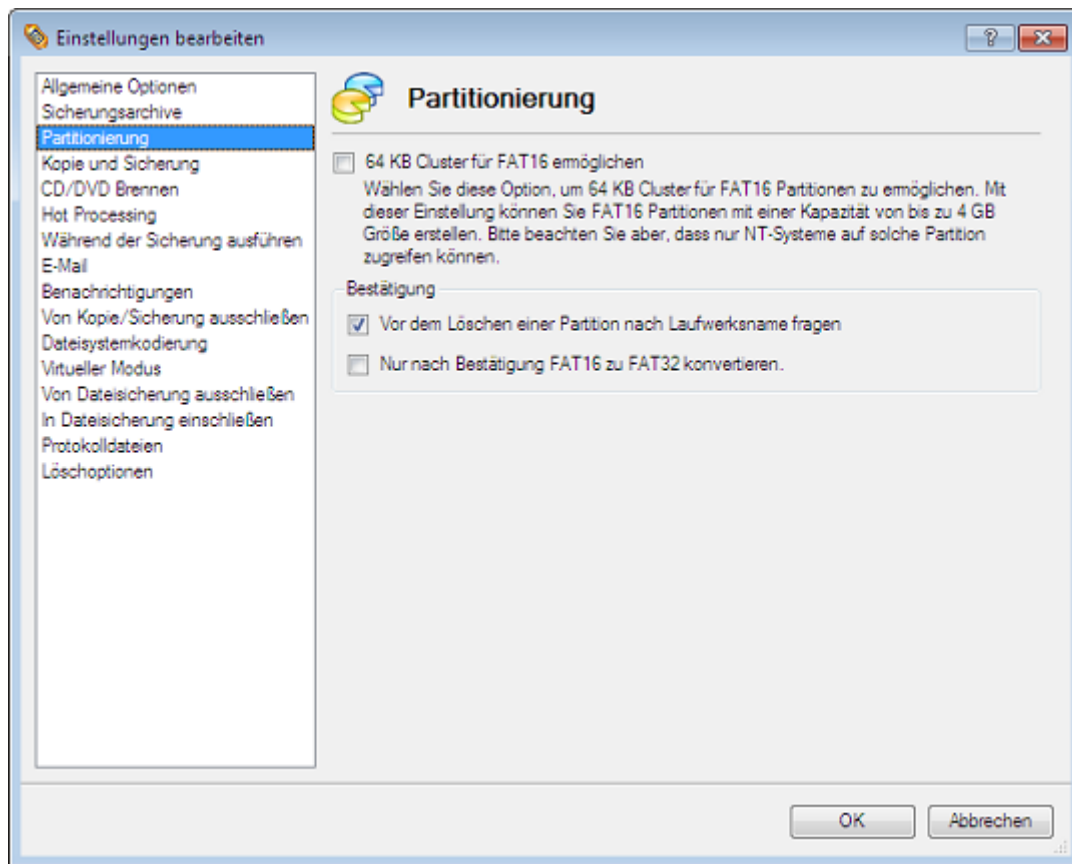 Einstellungen bearbeiten
Allgemeine Optionen
Sicherungsarchive
Partitionierung
Kopie und Sicherung
CD/DVD Brennen
Hot Processing
Während der Sicherung ausführen
E-Mail
Benachrichtigungen
Von Kopie/Sicherung ausschließen
Dateisystemkodierung
Virtueller Modus
Von Dateisicherung ausschließen
In Dateisicherung einschließen
Protokolldateien
Löschoptionen
Partitionierung
64 KB Cluster für FAT16 ermöglichen
Wählen Sie diese Option, um 64 KB Cluster für FAT16 Partitionen zu ermöglichen. Mit
dieser Einstellung können Sie FAT16 Partitionen mit einer Kapazität von bis zu 4 GB
Größe erstellen. Bitte beachten Sie aber, dass nur NT-Systeme auf solche Partition
zugreifen können.
Bestätigung
Vor dem Löschen einer Partition nach Laufwerksname fragen
Nur nach Bestätigung FAT16 zu FAT32 konvertieren.
OK
Abbrechen